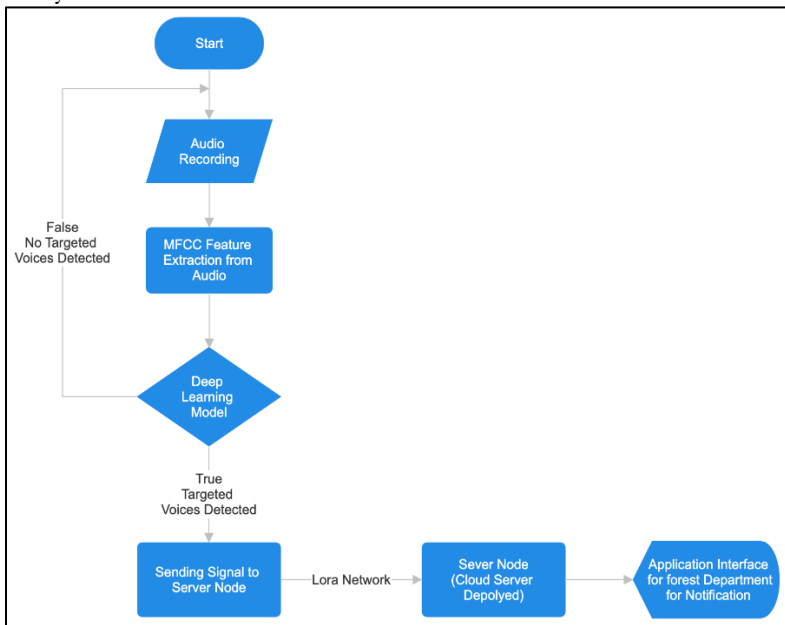 Start
Audio
Recording
False
No Targeted
Voices Detected
MFCC Feature
Extraction from
Audio
Deep
Learning
Model
True
Targeted
Voices Detected
Sending Signal to
Server Node
Lora Network
Sever Node
(Cloud Server
Depolyed)
Application Interface
for forest Department
for Notification